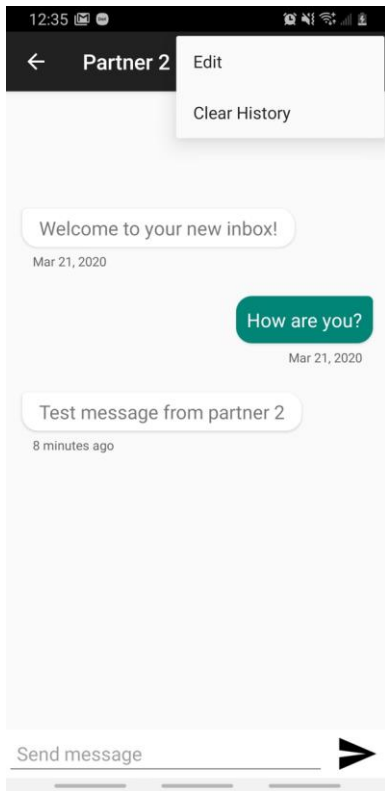 12:35
Partner 2
Edit
Clear History
Welcome to your new inbox!
Mar 21, 2020
How are you?
Mar 21, 2020
Test message from partner 2
8 minutes ago
Send message